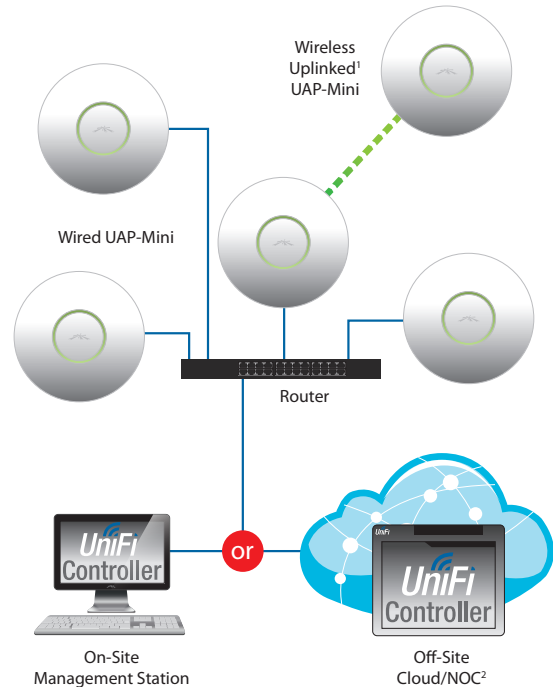 Wireless
Uplinked¹
UAP-Mini
Wired UAP-Mini
Router
or
UniFi
Controller
UniFi
UniFi
Controller
On-Site
Management Station
Off-Site
Cloud/NOC²